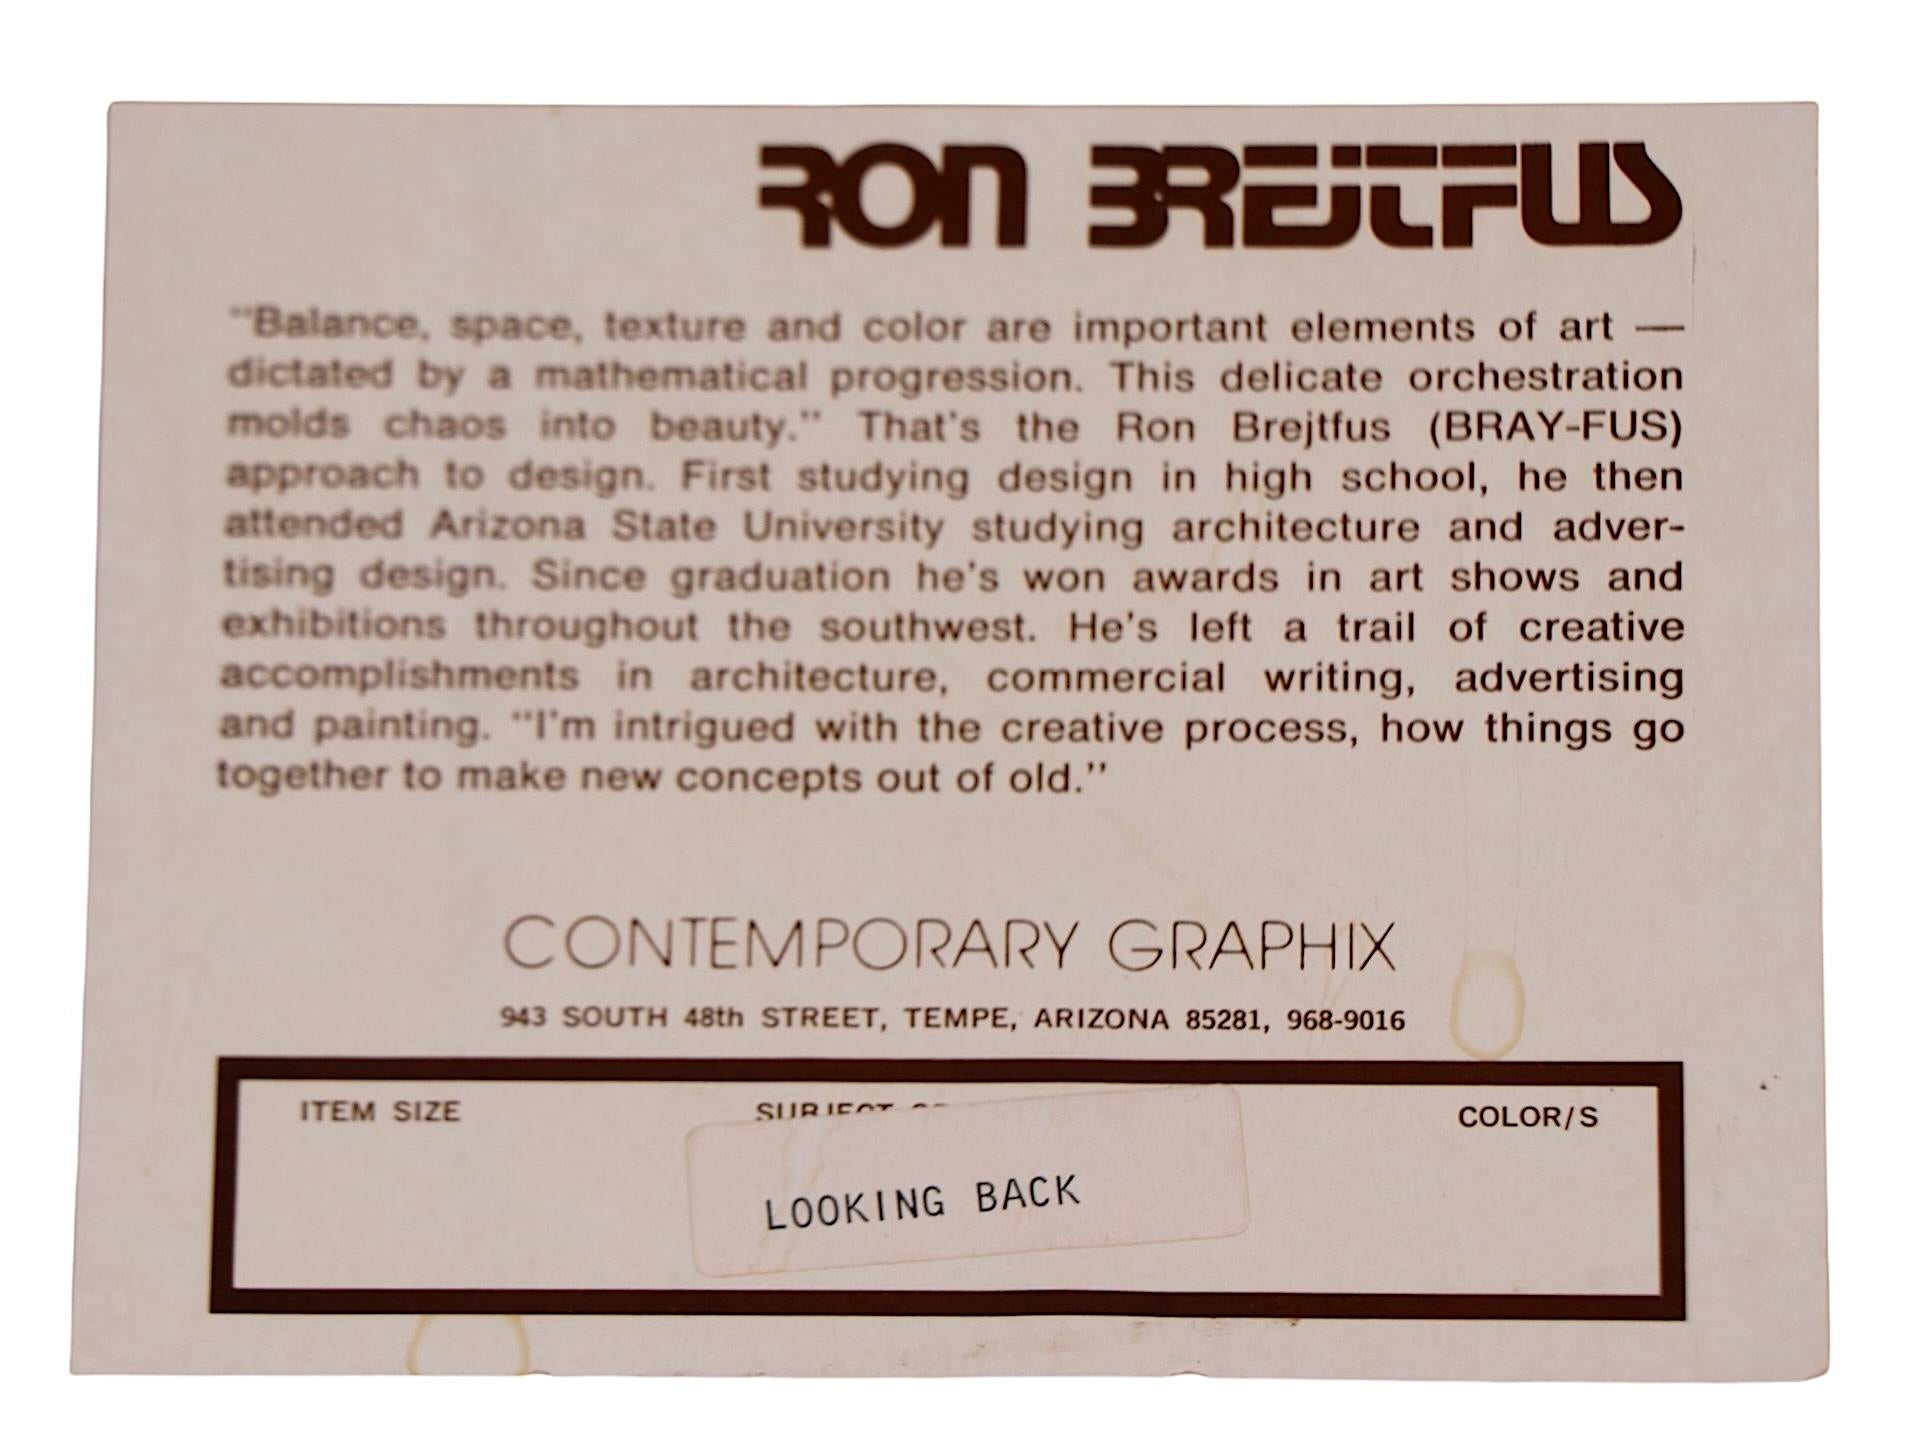 RON BREJTFUS
"Balance, space, texture and color are important elements of art —
dictated by a mathematical progression. This delicate orchestration
molds chaos into beauty." That's the Ron Brejtfus (BRAY-FUS)
approach to design. First studying design in high school, he then
attended Arizona State University studying architecture and adver-
tising design. Since graduation he's won awards in art shows and
exhibitions throughout the southwest. He's left a trail of creative
accomplishments in architecture, commercial writing, advertising
and painting. "I'm intrigued with the creative process, how things go
together to make new concepts out of old."
CONTEMPORARY GRAPHIX
943 SOUTH 48th STREET, TEMPE, ARIZONA 85281, 968-9016
ITEM SIZE SUBJECT COLOR/S
LOOKING BACK